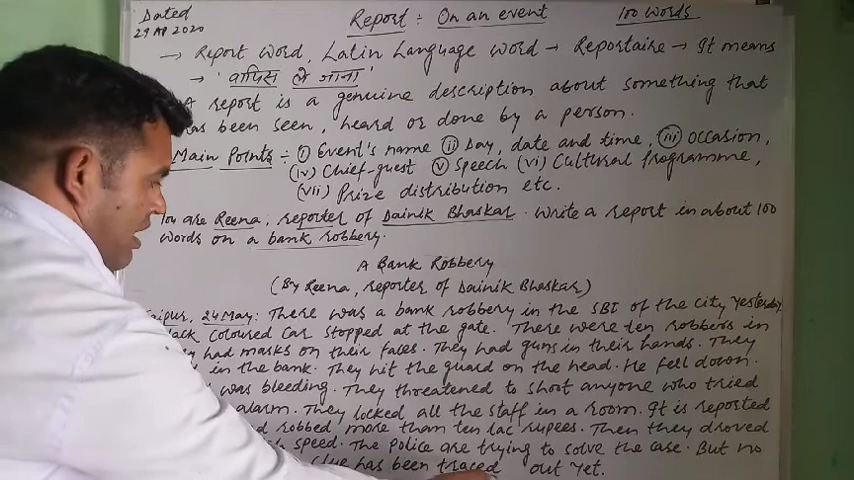 Dated
29 AP 2020
Report :- On an event 100 words
→ Report word, Latin Language word → Reportaire → It means
→ 'वापिस ले जाना'
A report is a genuine description about something that
has been seen, heard or done by a person.
Main Points :- (i) Event's name (ii) Day, date and time, (iii) Occasion,
(iv) Chief-guest (v) Speech (vi) Cultural Programme,
(vii) Prize distribution etc.
You are Reena, reporter of Dainik Bhaskar. Write a report in about 100
words on a bank robbery.
A Bank Robbery
(By Reena, reporter of Dainik Bhaskar)
Jaipur, 24 May: There was a bank robbery in the SBI of the city yesterday.
coloured car stopped at the gate. There were ten robbers in
had masks on their faces. They had guns in their hands. They
in the bank. They hit the guard on the head. He fell down.
was bleeding. They threatened to shoot anyone who tried
alarm. They locked all the staff in a room. It is reported
robbed more than ten lac rupees. Then they droved
speed. The police are trying to solve the case. But no
clue has been traced out yet.